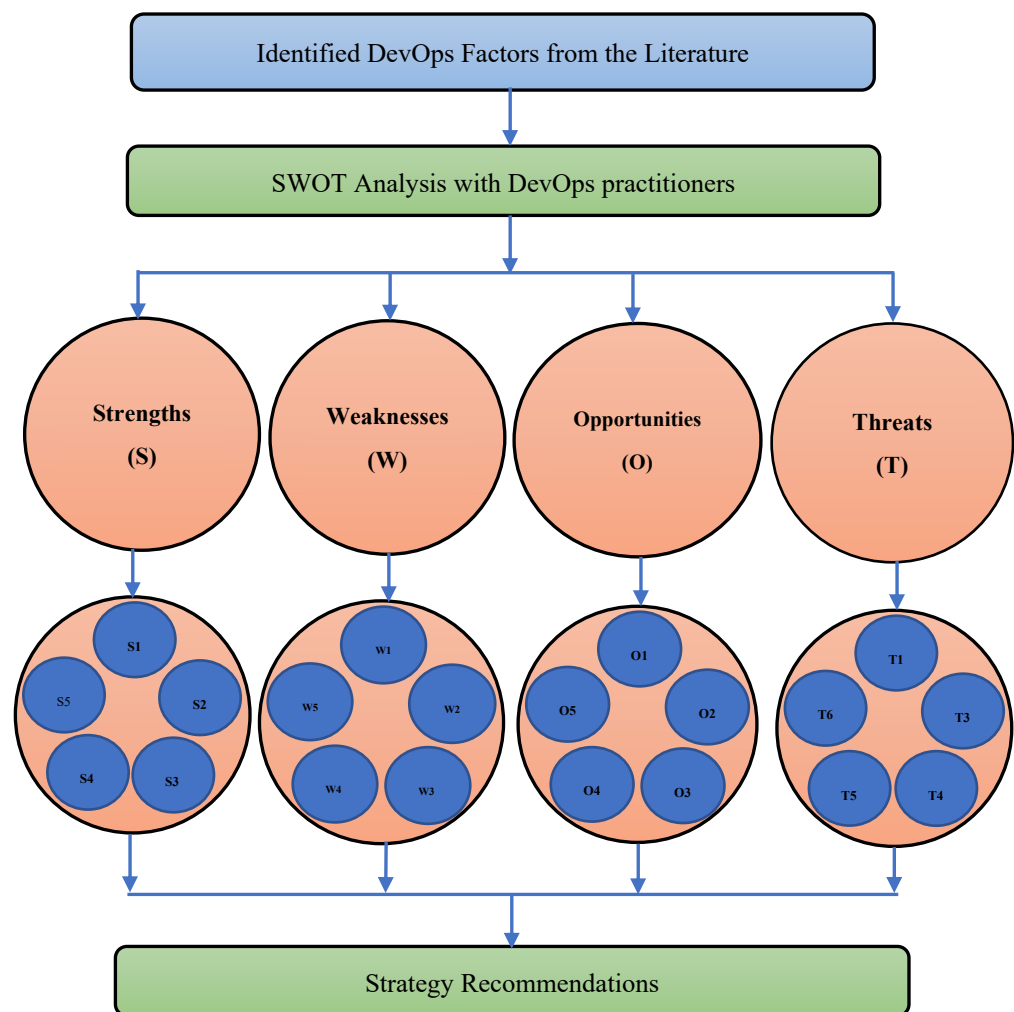 Identified DevOps Factors from the Literature
SWOT Analysis with DevOps practitioners
Strengths
(S)
Weaknesses
(W)
Opportunities
(O)
Threats
(T)
S1
S2
S3
S4
S5
W1
W2
W3
W4
W5
O1
O2
O3
O4
O5
T1
T3
T4
T5
T6
Strategy Recommendations